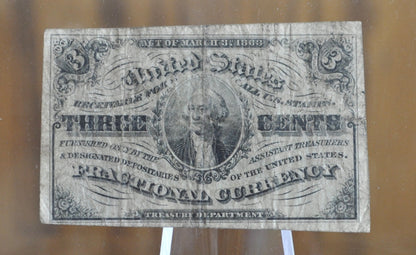 ACT OF MARCH 3, 1863
3 3
United States
RECEIVABLE FOR ALL U.S. STAMPS.
THREE CENTS
FURNISHED ONLY BY THE ASSISTANT TREASURERS
& DESIGNATED DEPOSITARIES OF THE UNITED STATES.
FRACTIONAL CURRENCY
TREASURY DEPARTMENT